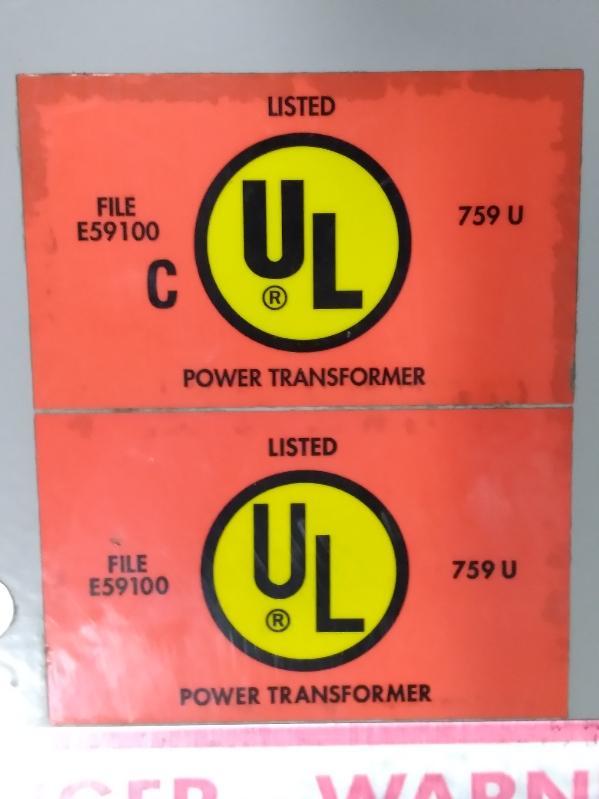 LISTED
FILE
E59100
759 U
C
UL
®
POWER TRANSFORMER
LISTED
FILE
E59100
759 U
UL
®
POWER TRANSFORMER